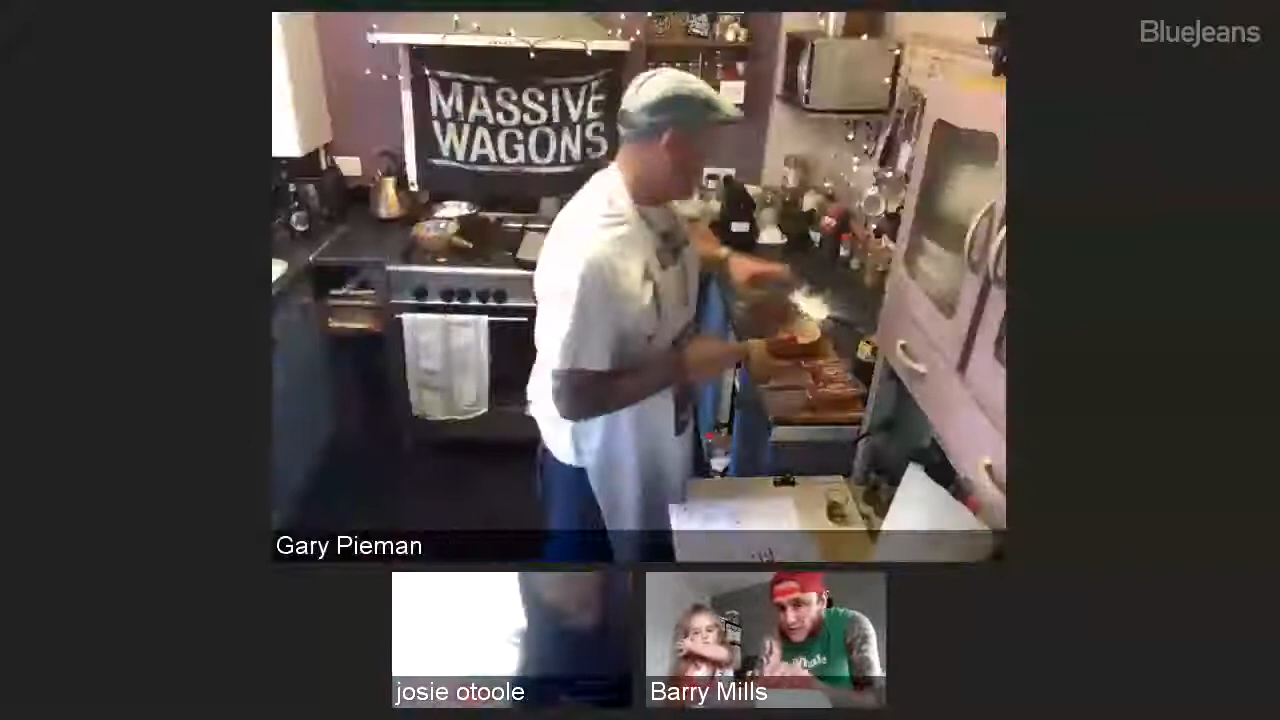 BlueJeans
MASSIVE
WAGONS
Gary Pieman
josie otoole
Barry Mills